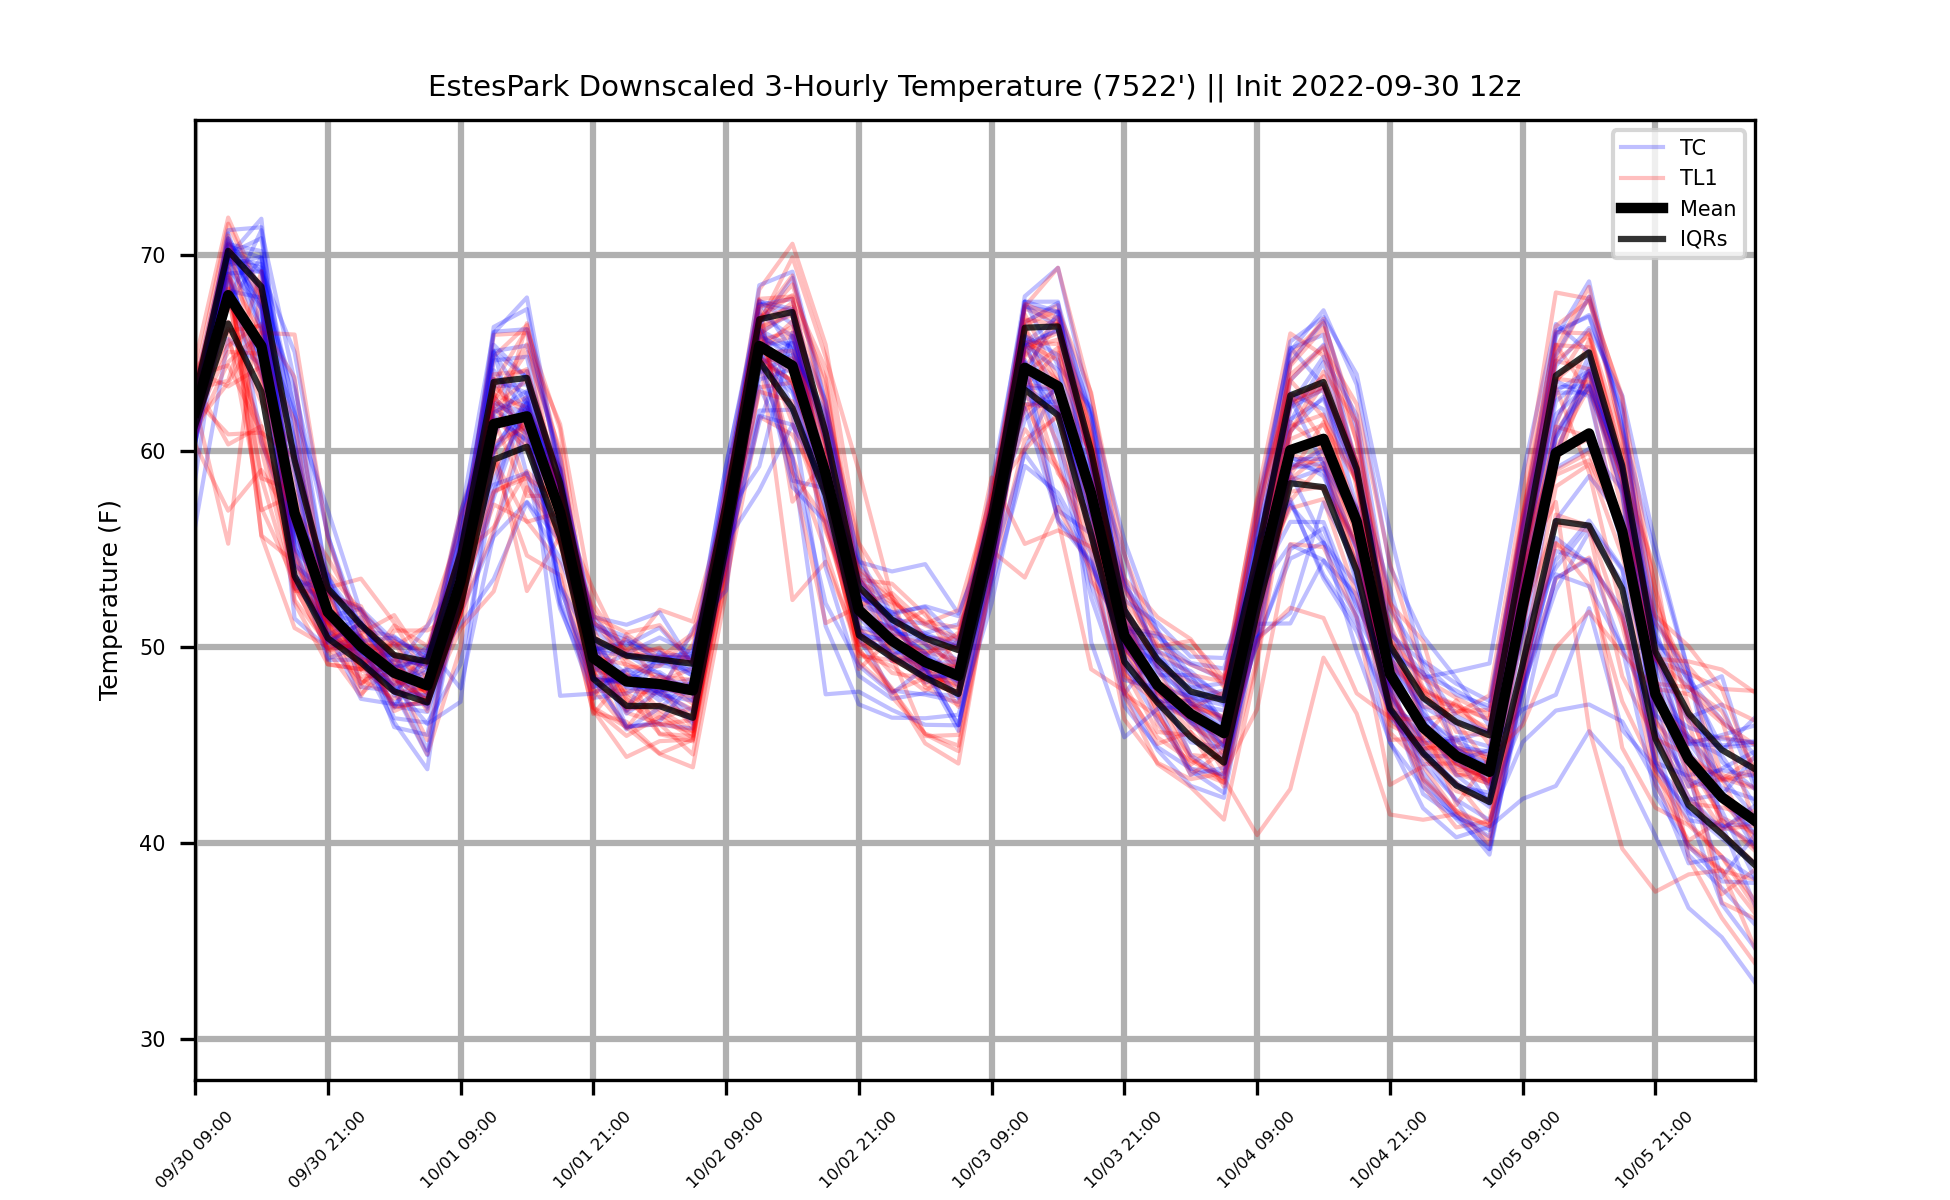 EstesPark Downscaled 3-Hourly Temperature (7522') || Init 2022-09-30 12z
TC
TL1
Mean
IQRs
Temperature (F)
70
60
50
40
30
09/30 09:00
09/30 21:00
10/01 09:00
10/01 21:00
10/02 09:00
10/02 21:00
10/03 09:00
10/03 21:00
10/04 09:00
10/04 21:00
10/05 09:00
10/05 21:00